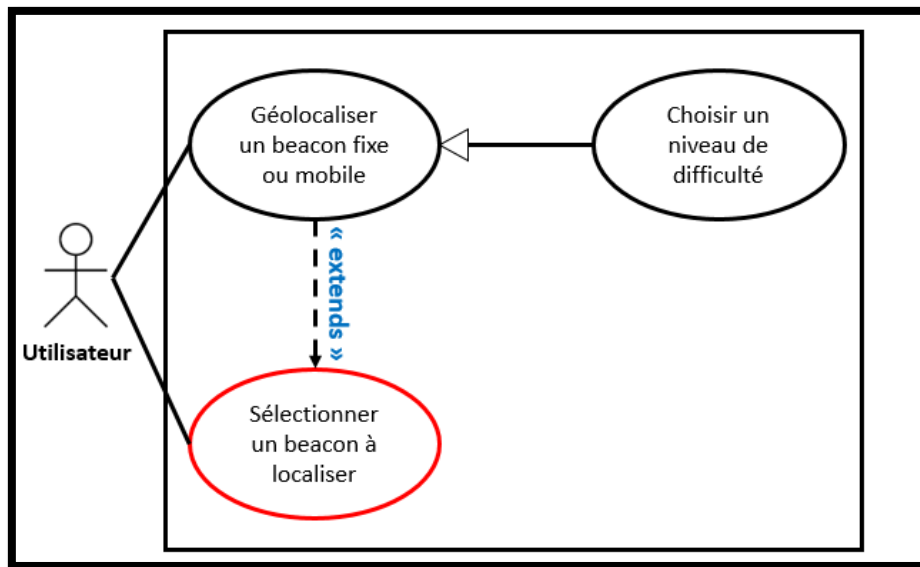 Géolocaliser
un beacon fixe
ou mobile
Choisir un
niveau de
difficulté
« extends »
Utilisateur
Sélectionner
un beacon à
localiser